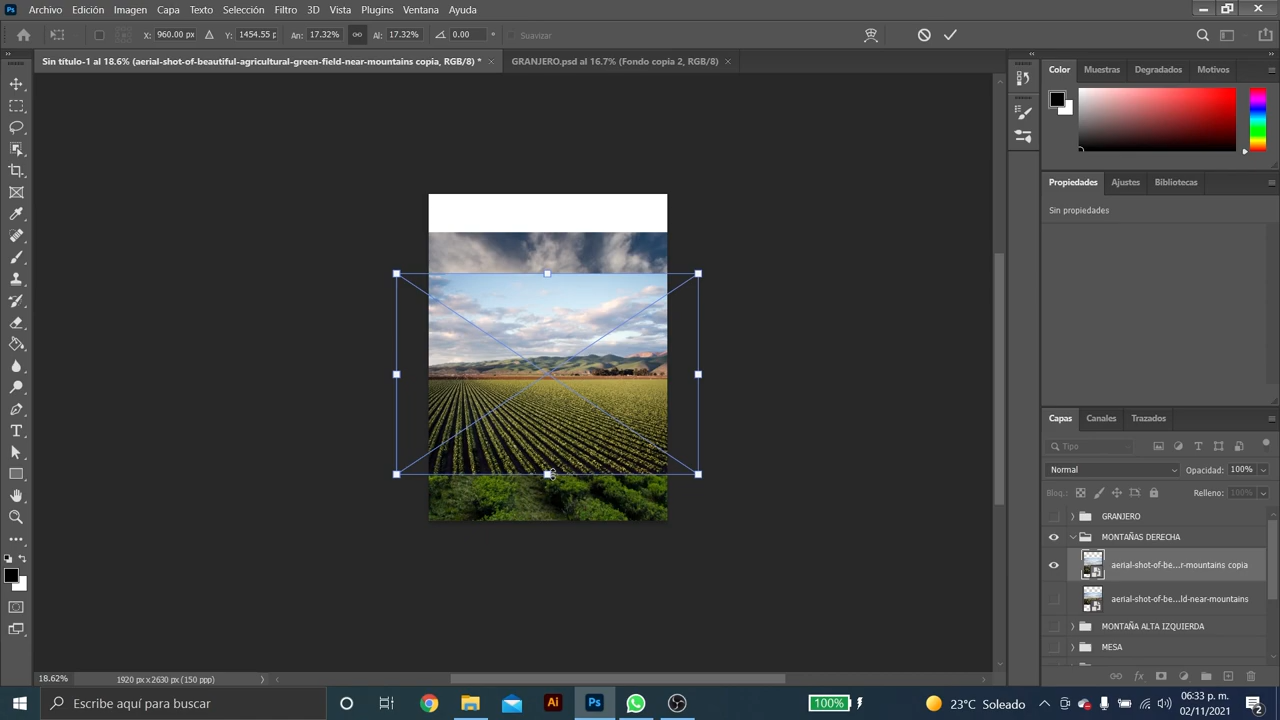 Ps Archivo Edición Imagen Capa Texto Selección Filtro 3D Vista Plugins Ventana Ayuda
X: 960.00 px Y: 1454.55 p: An: 17.32% Al: 17.32% 0.00 ° Suavizar
Sin título-1 al 18.6% (aerial-shot-of-beautiful-agricultural-green-field-near-mountains copia, RGB/8) * ×
GRANJERO.psd al 16.7% (Fondo copia 2, RGB/8) ×
Color Muestras Degradados Motivos
Propiedades Ajustes Bibliotecas
Sin propiedades
Capas Canales Trazados
Tipo
Normal Opacidad: 100%
Bloq.: Relleno: 100%
GRANJERO
MONTAÑAS DERECHA
aerial-shot-of-be...r-mountains copia
aerial-shot-of-be...ld-near-mountains
MONTAÑA ALTA IZQUIERDA
MESA
18.62% 1920 px x 2630 px (150 ppp)
Escribe aquí para buscar
Ai Ps
100%
23°C Soleado
06:33 p. m.
02/11/2021
2